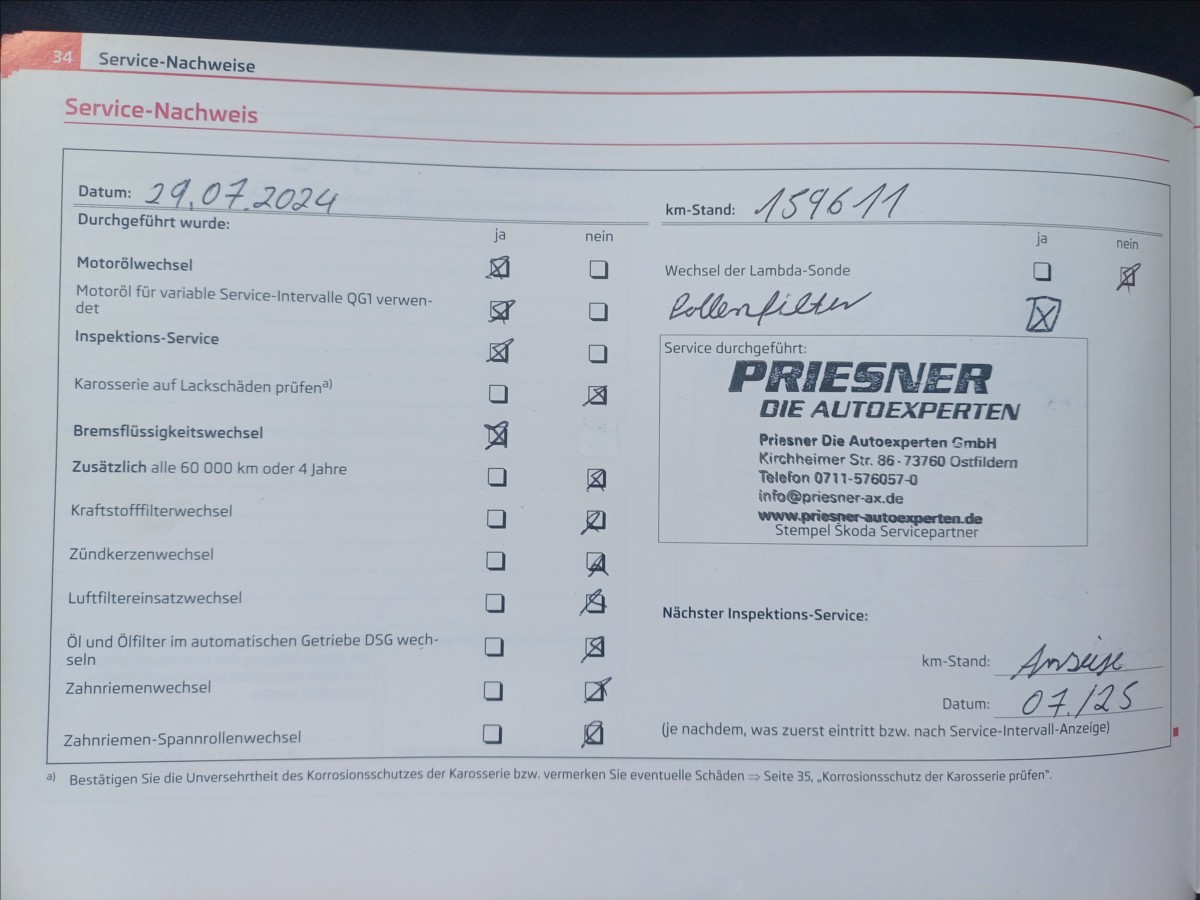 34 Service-Nachweise
Service-Nachweis
Datum: 29.07.2024
Durchgeführt wurde:
ja nein
Motorölwechsel
Motoröl für variable Service-Intervalle QG1 verwen-
det
Inspektions-Service
Karosserie auf Lackschäden prüfen a)
Bremsflüssigkeitswechsel
Zusätzlich alle 60 000 km oder 4 Jahre
Kraftstofffilterwechsel
Zündkerzenwechsel
Luftfiltereinsatzwechsel
Öl und Ölfilter im automatischen Getriebe DSG wech-
seln
Zahnriemenwechsel
Zahnriemen-Spannrollenwechsel
km-Stand: 159611
ja nein
Wechsel der Lambda-Sonde
Pollenfilter
Service durchgeführt:
PRIESNER
DIE AUTOEXPERTEN
Priesner Die Autoexperten GmbH
Kirchheimer Str. 86 · 73760 Ostfildern
Telefon 0711-576057-0
info@priesner-ax.de
www.priesner-autoexperten.de
Stempel Škoda Servicepartner
Nächster Inspektions-Service:
km-Stand: Anzeige
Datum: 07./25
(je nachdem, was zuerst eintritt bzw. nach Service-Intervall-Anzeige)
a) Bestätigen Sie die Unversehrtheit des Korrosionsschutzes der Karosserie bzw. vermerken Sie eventuelle Schäden ⇒ Seite 35, „Korrosionsschutz der Karosserie prüfen".